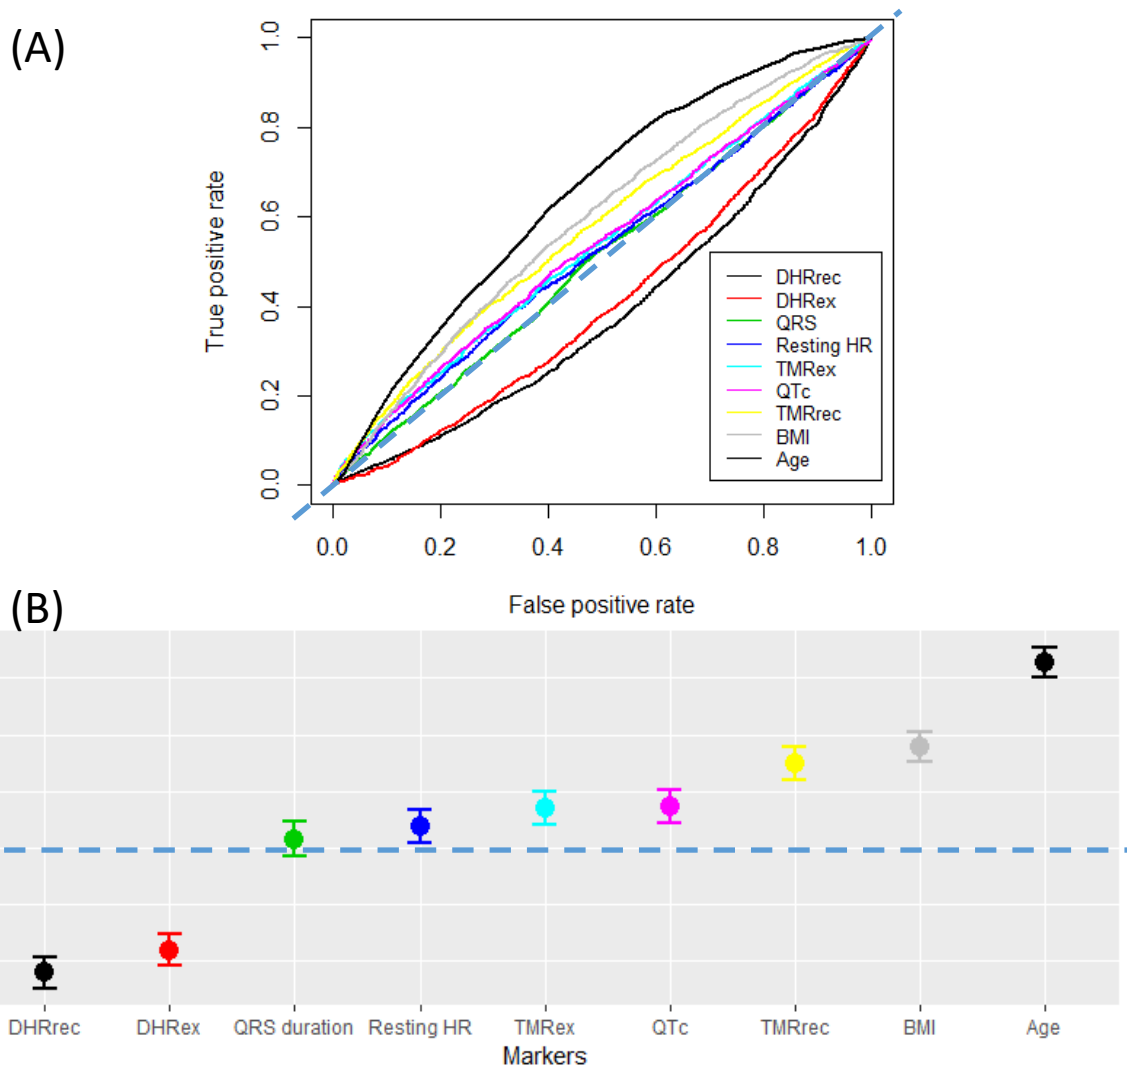 (A)
True positive rate
1.0
0.8
0.6
0.4
0.2
0.0
DHRrec
DHRex
QRS
Resting HR
TMRex
QTc
TMRrec
BMI
Age
0.0 0.2 0.4 0.6 0.8 1.0
False positive rate
(B)
DHRrec DHRex QRS duration Resting HR TMRex QTc TMRrec BMI Age
Markers